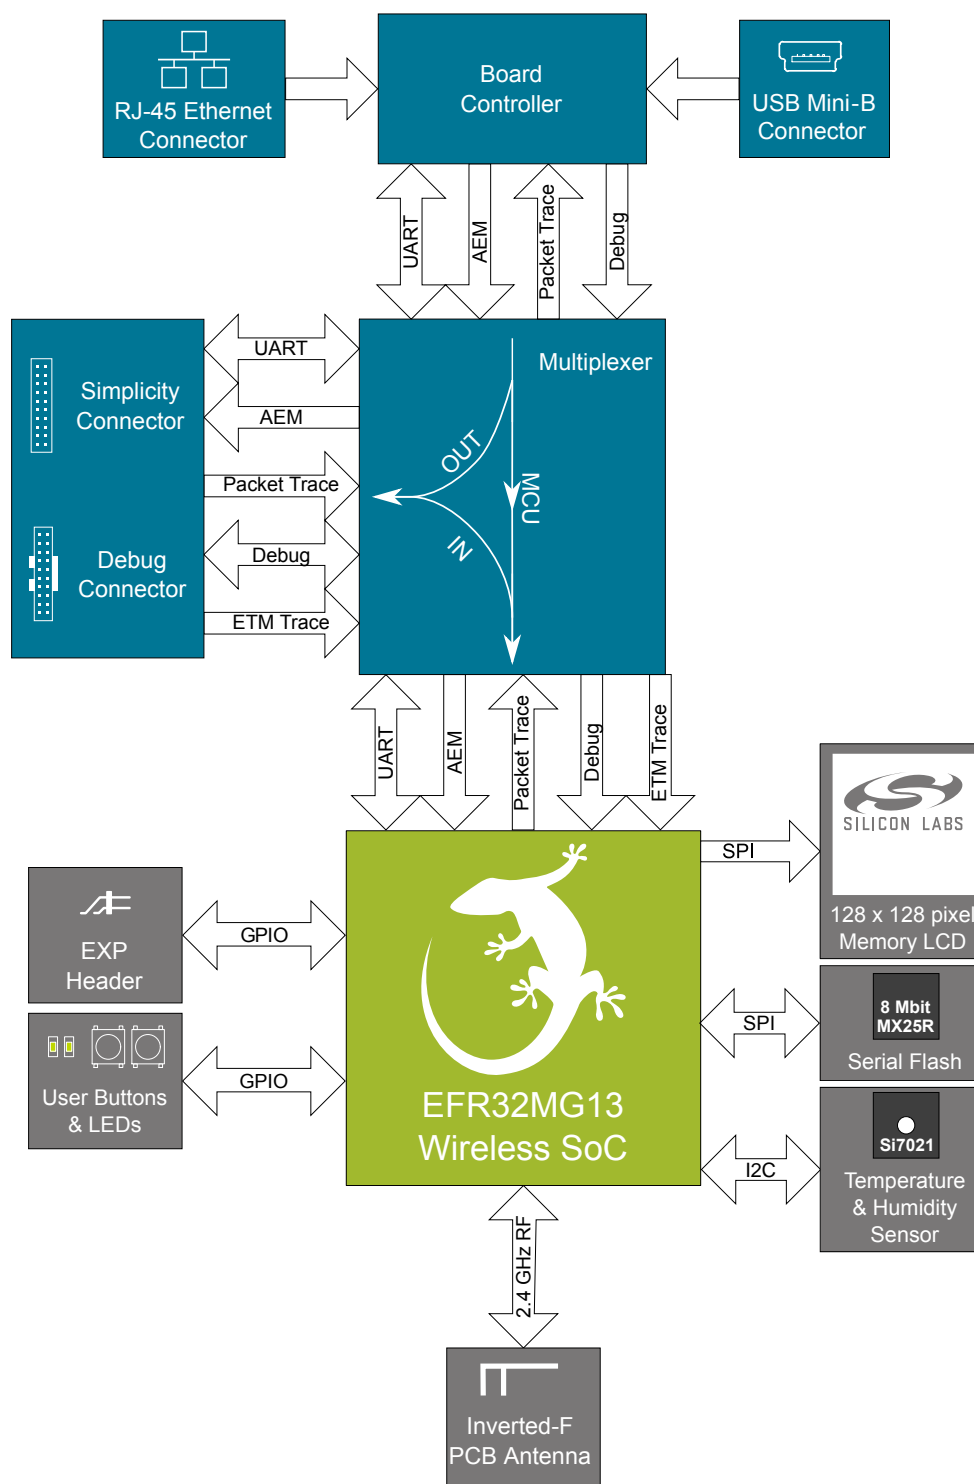 RJ-45 Ethernet
Connector
Board
Controller
USB Mini-B
Connector
UART
AEM
Packet Trace
Debug
Simplicity
Connector
Debug
Connector
UART
AEM
Packet Trace
Debug
ETM Trace
Multiplexer
OUT
MCU
IN
UART
AEM
Packet Trace
Debug
ETM Trace
SILICON LABS
128 x 128 pixel
Memory LCD
SPI
EXP
Header
GPIO
8 Mbit
MX25R
Serial Flash
SPI
User Buttons
& LEDs
GPIO
EFR32MG13
Wireless SoC
Si7021
Temperature
& Humidity
Sensor
I2C
2.4 GHz RF
Inverted-F
PCB Antenna